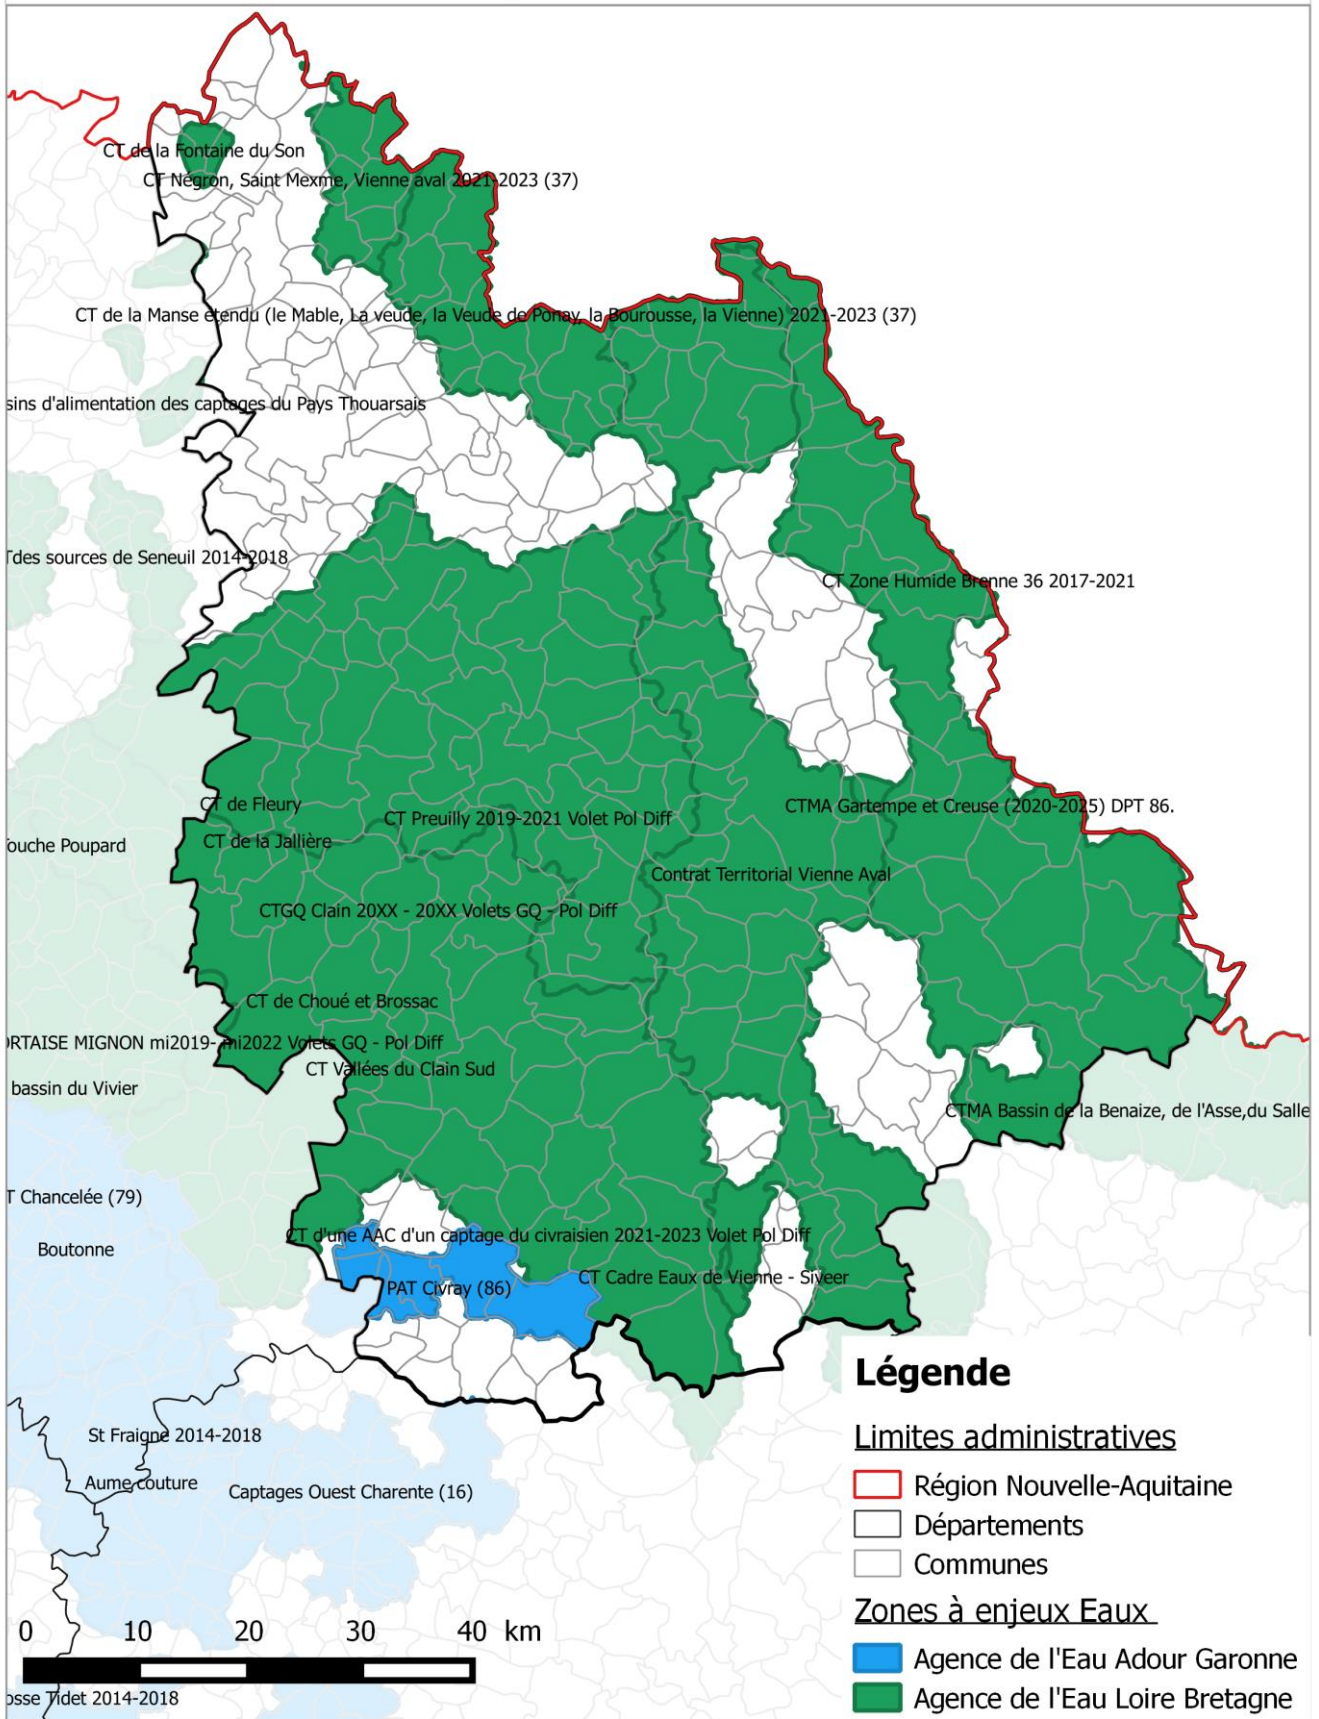 CT de la Fontaine du Son
CT Négron, Saint Mexme, Vienne aval 2021-2023 (37)
CT de la Manse étendu (le Mable, La veude, la Veude de Ponay, la Bourousse, la Vienne) 2021-2023 (37)
sins d'alimentation des captages du Pays Thouarsais
des sources de Seneuil 2014-2018
CT Zone Humide Brenne 36 2017-2021
CT de Fleury
CT Preuilly 2019-2021 Volet Pol Diff
CTMA Gartempe et Creuse (2020-2025) DPT 86.
ouche Poupard
CT de la Jallière
Contrat Territorial Vienne Aval
CTGQ Clain 20XX - 20XX Volets GQ - Pol Diff
CT de Choué et Brossac
RTAISE MIGNON mi2019- mi2022 Volets GQ - Pol Diff
CT Vallées du Clain Sud
bassin du Vivier
CTMA Bassin de la Benaize, de l'Asse,du Salle
T Chancelée (79)
CT d'une AAC d'un captage du civraisien 2021-2023 Volet Pol Diff
Boutonne
CT Cadre Eaux de Vienne - Siveer
PAT Civray (86)
St Fraigne 2014-2018
Aume couture
Captages Ouest Charente (16)
Légende
Limites administratives
Région Nouvelle-Aquitaine
Départements
Communes
Zones à enjeux Eaux
Agence de l'Eau Adour Garonne
Agence de l'Eau Loire Bretagne
0 10 20 30 40 km
osse Tidet 2014-2018